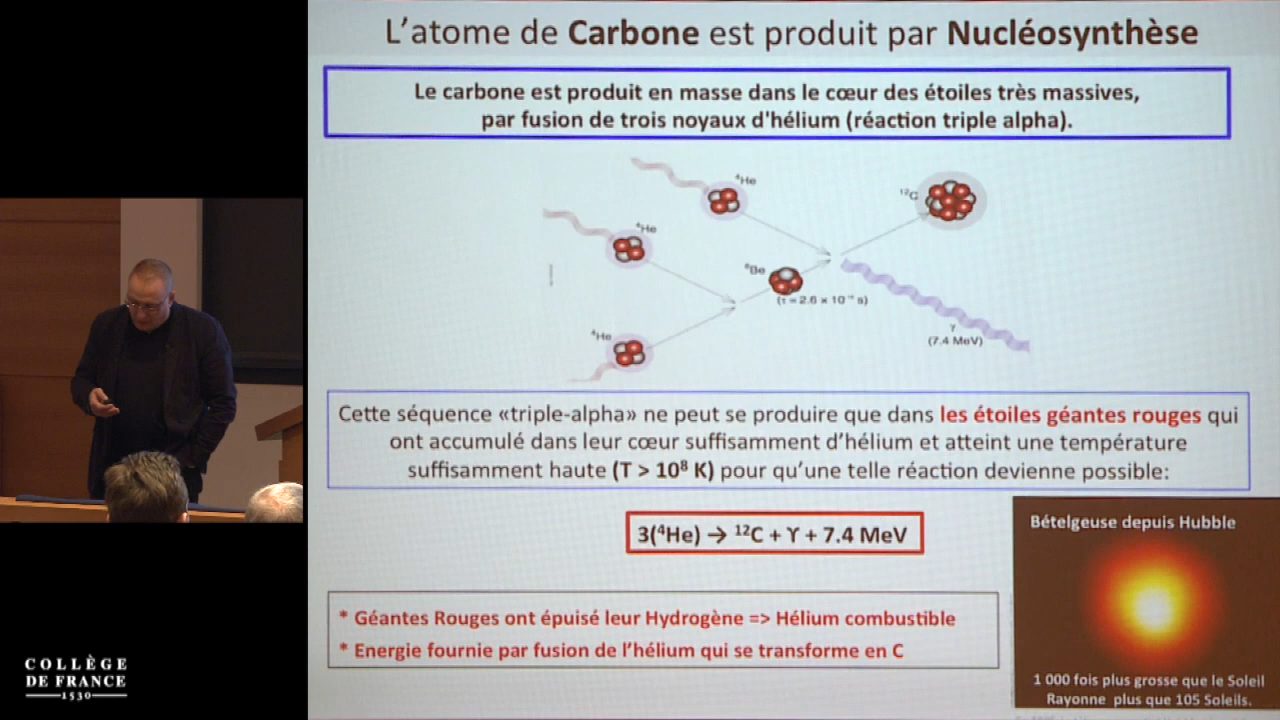 L'atome de Carbone est produit par Nucléosynthèse
Le carbone est produit en masse dans le cœur des étoiles très massives,
par fusion de trois noyaux d'hélium (réaction triple alpha).
⁴He
¹²C
⁴He
⁸Be
(τ = 2.6 × 10 s)
⁴He
γ
(7.4 MeV)
Cette séquence «triple-alpha» ne peut se produire que dans les étoiles géantes rouges qui
ont accumulé dans leur cœur suffisamment d'hélium et atteint une température
suffisamment haute (T > 10⁸ K) pour qu'une telle réaction devienne possible:
3(⁴He) → ¹²C + ϒ + 7.4 MeV
Bételgeuse depuis Hubble
* Géantes Rouges ont épuisé leur Hydrogène => Hélium combustible
* Energie fournie par fusion de l'hélium qui se transforme en C
1 000 fois plus grosse que le Soleil
Rayonne plus que 105 Soleils.
COLLÈGE
DE FRANCE
1530